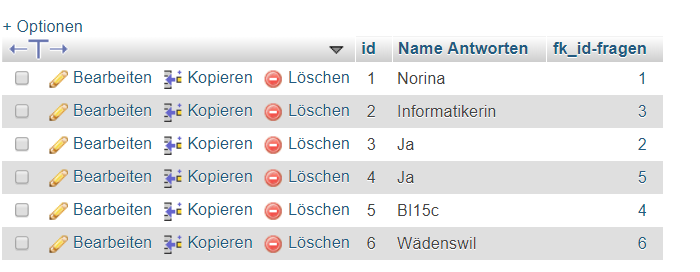 + Optionen
id Name Antworten fk_id-fragen
Bearbeiten Kopieren Löschen 1 Norina 1
Bearbeiten Kopieren Löschen 2 Informatikerin 3
Bearbeiten Kopieren Löschen 3 Ja 2
Bearbeiten Kopieren Löschen 4 Ja 5
Bearbeiten Kopieren Löschen 5 BI15c 4
Bearbeiten Kopieren Löschen 6 Wädenswil 6